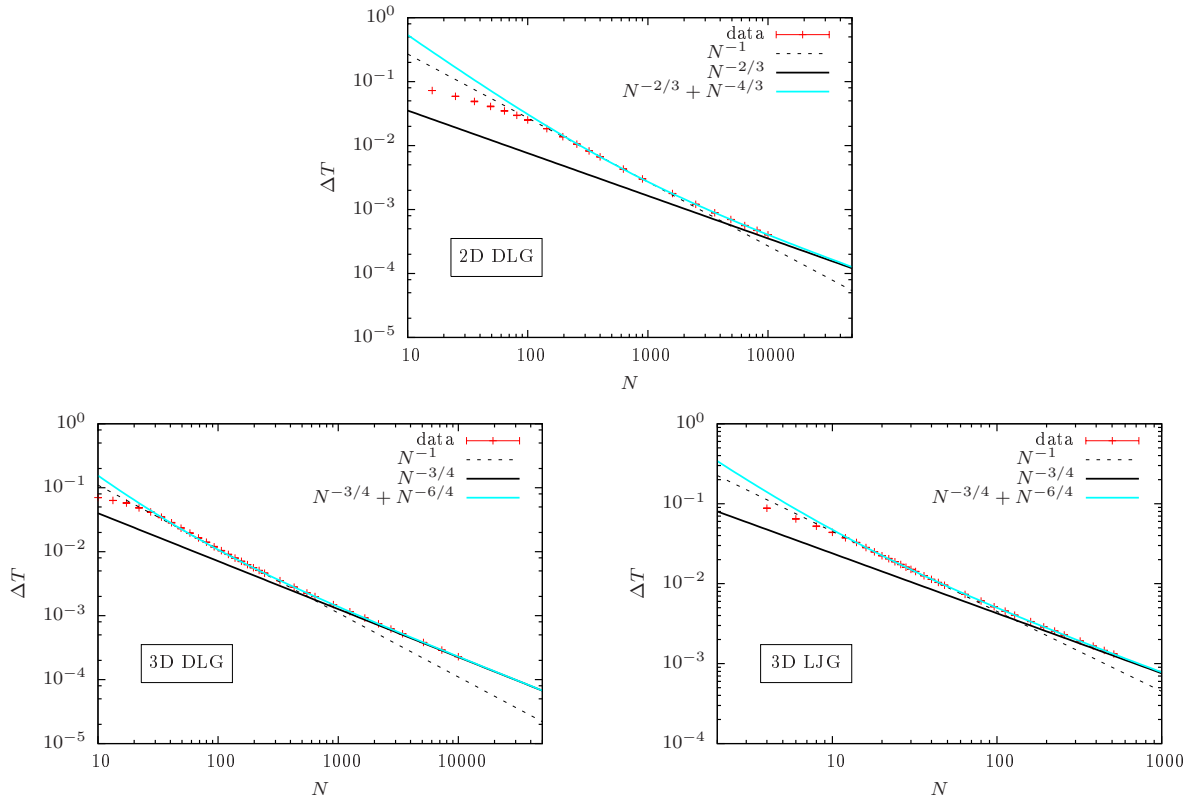 10^0
10^{-1}
10^{-2}
10^{-3}
10^{-4}
10^{-5}
ΔT
10
100
1000
10000
N
data
N^{-1}
N^{-2/3}
N^{-2/3} + N^{-4/3}
2D DLG
10^0
10^{-1}
10^{-2}
10^{-3}
10^{-4}
10^{-5}
ΔT
10
100
1000
10000
N
data
N^{-1}
N^{-3/4}
N^{-3/4} + N^{-6/4}
3D DLG
10^0
10^{-1}
10^{-2}
10^{-3}
10^{-4}
ΔT
10
100
1000
N
data
N^{-1}
N^{-3/4}
N^{-3/4} + N^{-6/4}
3D LJG